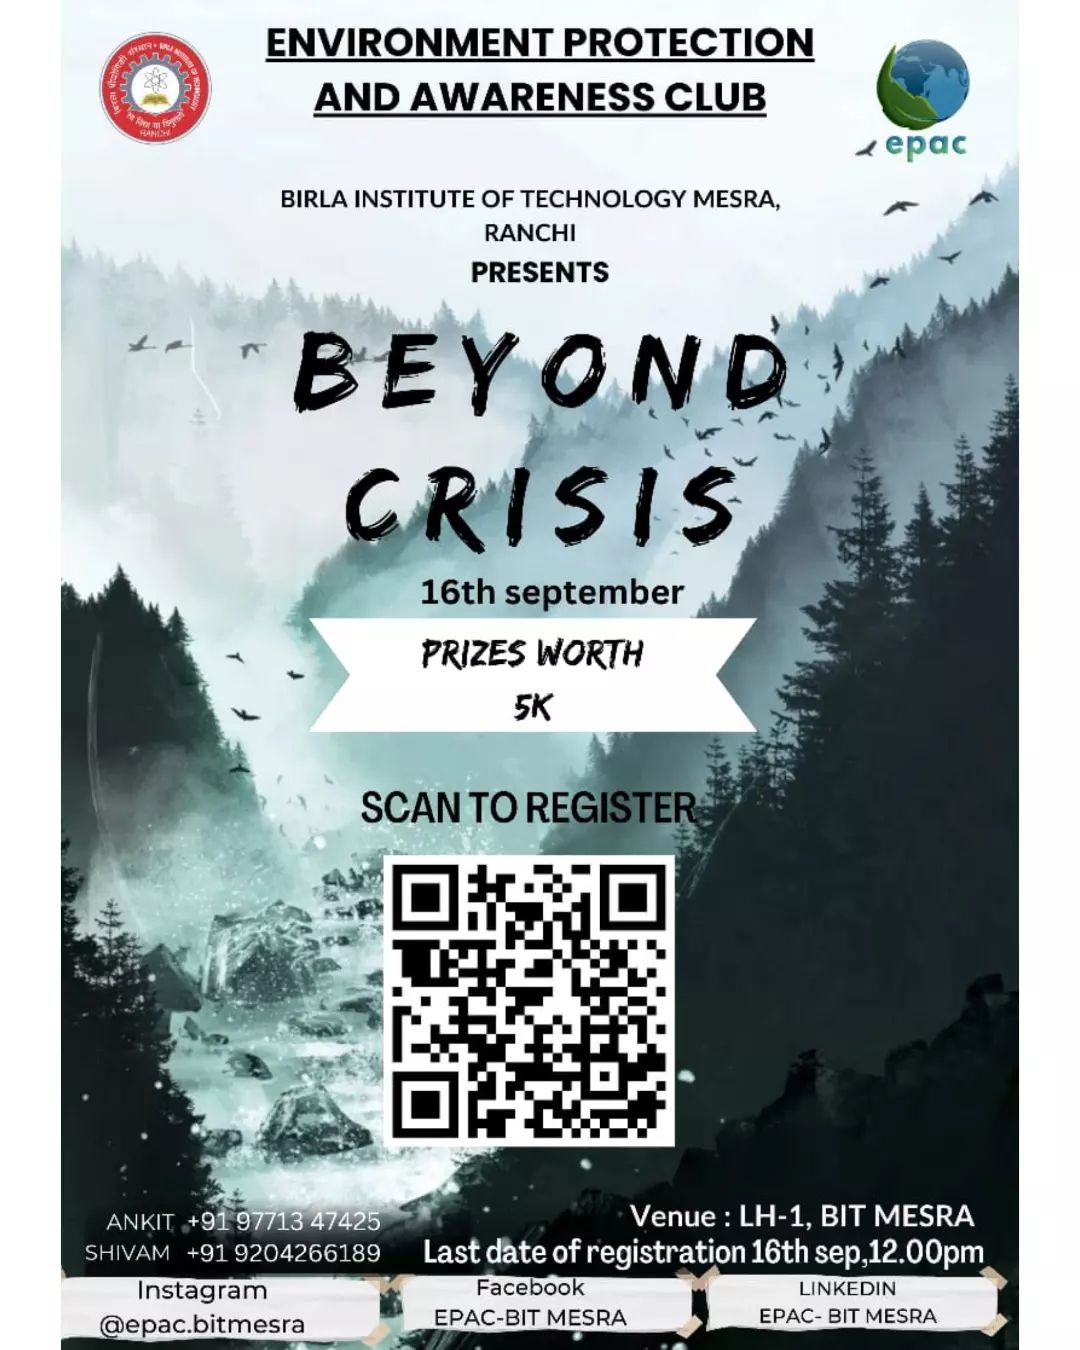 ENVIRONMENT PROTECTION
AND AWARENESS CLUB
RANCHI
epac
BIRLA INSTITUTE OF TECHNOLOGY MESRA,
RANCHI
PRESENTS
BEYOND
CRISIS
16th september
PRIZES WORTH
5K
SCAN TO REGISTER
ANKIT +91 97713 47425
SHIVAM +91 9204266189
Venue : LH-1, BIT MESRA
Last date of registration 16th sep,12.00pm
Instagram
@epac.bitmesra
Facebook
EPAC-BIT MESRA
LINKEDIN
EPAC- BIT MESRA